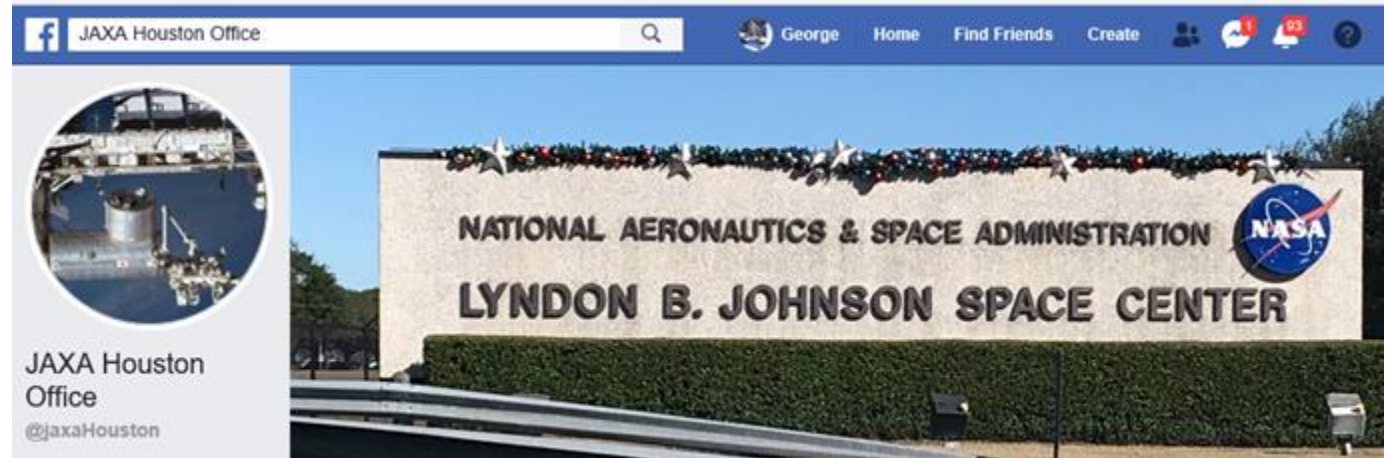 JAXA Houston Office
George Home Find Friends Create 1 93 ?
JAXA Houston
Office
@jaxaHouston
NATIONAL AERONAUTICS & SPACE ADMINISTRATION NASA
LYNDON B. JOHNSON SPACE CENTER